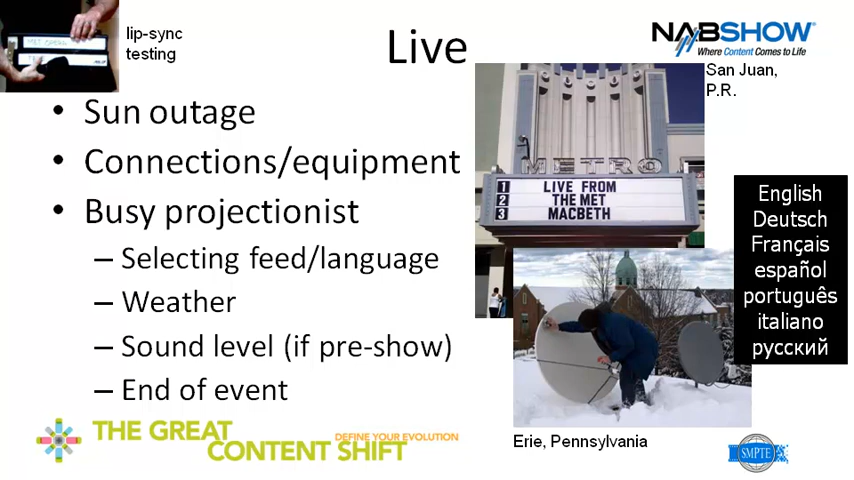 lip-sync
testing
Live
NABSHOW®
Where Content Comes to Life
San Juan,
P.R.
• Sun outage
• Connections/equipment
• Busy projectionist
– Selecting feed/language
– Weather
– Sound level (if pre-show)
– End of event
METRO
1 LIVE FROM
2 THE MET
3 MACBETH
English
Deutsch
Français
español
português
italiano
русский
THE GREAT
CONTENT SHIFT
DEFINE YOUR EVOLUTION
Erie, Pennsylvania
SMPTE